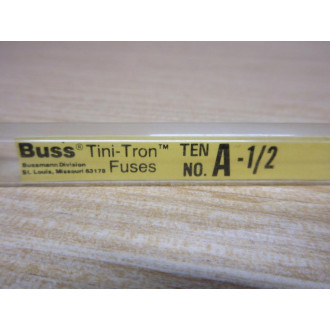 Buss® Tini-Tron™ TEN
Bussmann Division Fuses NO. A-1/2
St. Louis, Missouri 63178